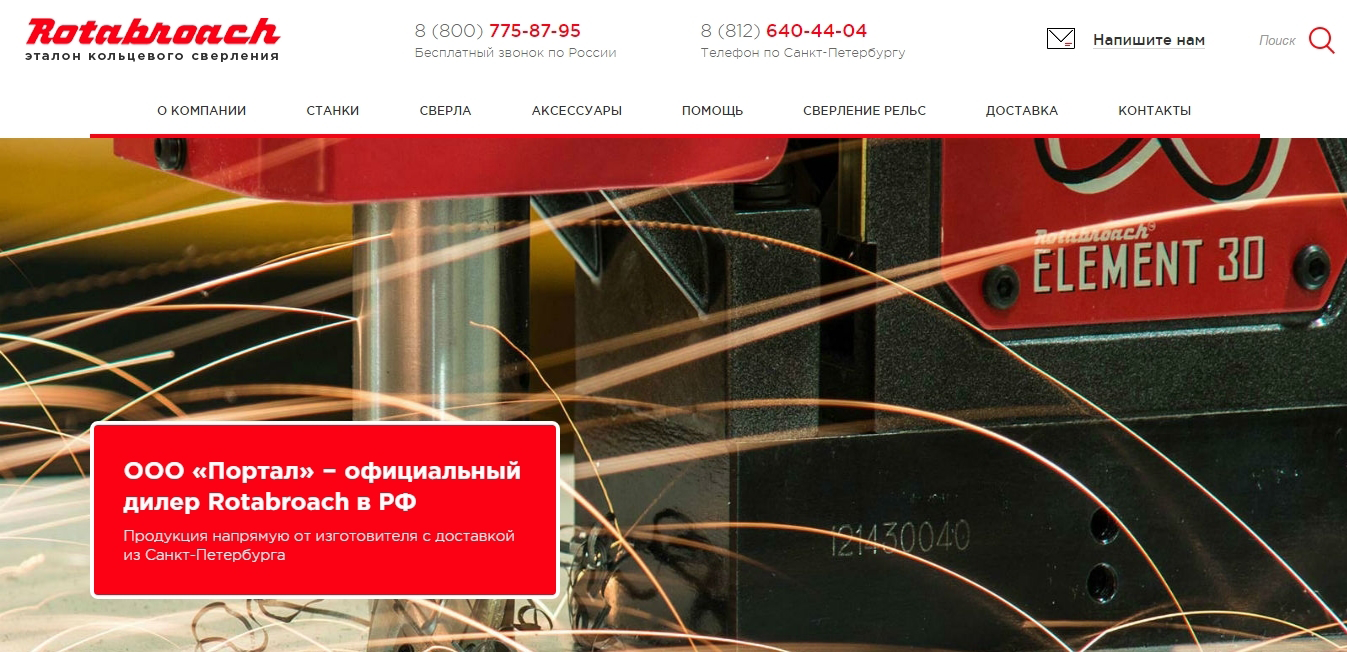 Rotabroach
эталон кольцевого сверления
8 (800) 775-87-95
Бесплатный звонок по России
8 (812) 640-44-04
Телефон по Санкт-Петербургу
Напишите нам
Поиск
О КОМПАНИИ СТАНКИ СВЕРЛА АКСЕССУАРЫ ПОМОЩЬ СВЕРЛЕНИЕ РЕЛЬС ДОСТАВКА КОНТАКТЫ
Rotabroach
ELEMENT 30
121430040
ООО «Портал» – официальный
дилер Rotabroach в РФ
Продукция напрямую от изготовителя с доставкой
из Санкт-Петербурга